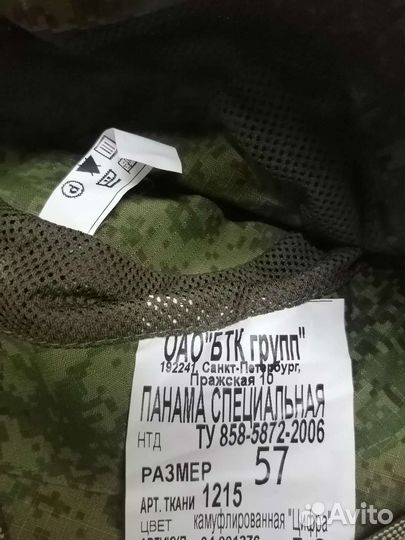 ОАО"БТК групп"
192241, Санкт-Петербург,
Пражская 10
ПАНАМА СПЕЦИАЛЬНАЯ
НТД ТУ 858-5872-2006
РАЗМЕР 57
АРТ. ТКАНИ 1215
ЦВЕТ камуфлированная "Цифра"
Avito